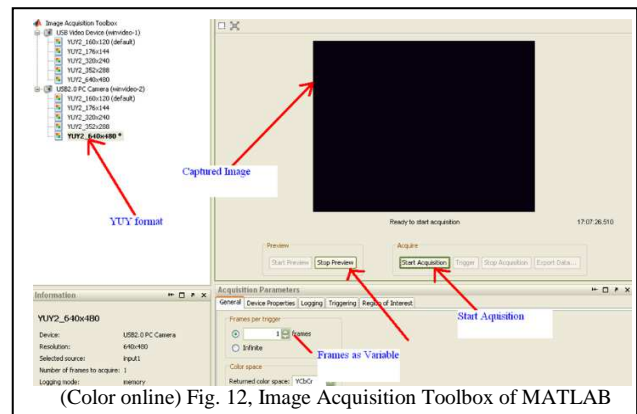 Image Acquisition Toolbox
USB Video Device (winvideo-1)
YUY2_160x120 (default)
YUY2_176x144
YUY2_320x240
YUY2_352x288
YUY2_640x480
USB2.0 PC Camera (winvideo-2)
YUY2_160x120 (default)
YUY2_176x144
YUY2_320x240
YUY2_352x288
YUY2_640x480 *
YUY format
Captured Image
Ready to start acquisition 17:07:26.510
Preview
Start Preview Stop Preview
Acquire
Start Acquisition Trigger Stop Acquisition Export Data...
Information
YUY2_640x480
Device: USB2.0 PC Camera
Resolution: 640x480
Selected source: input1
Number of frames to acquire: 1
Logging mode: memory
Acquisition Parameters
General Device Properties Logging Triggering Region of Interest
Frames per trigger
1 frames
Infinite
Color space
Returned color space: YCbCr
Start Aquisition
Frames as Variable
(Color online) Fig. 12, Image Acquisition Toolbox of MATLAB